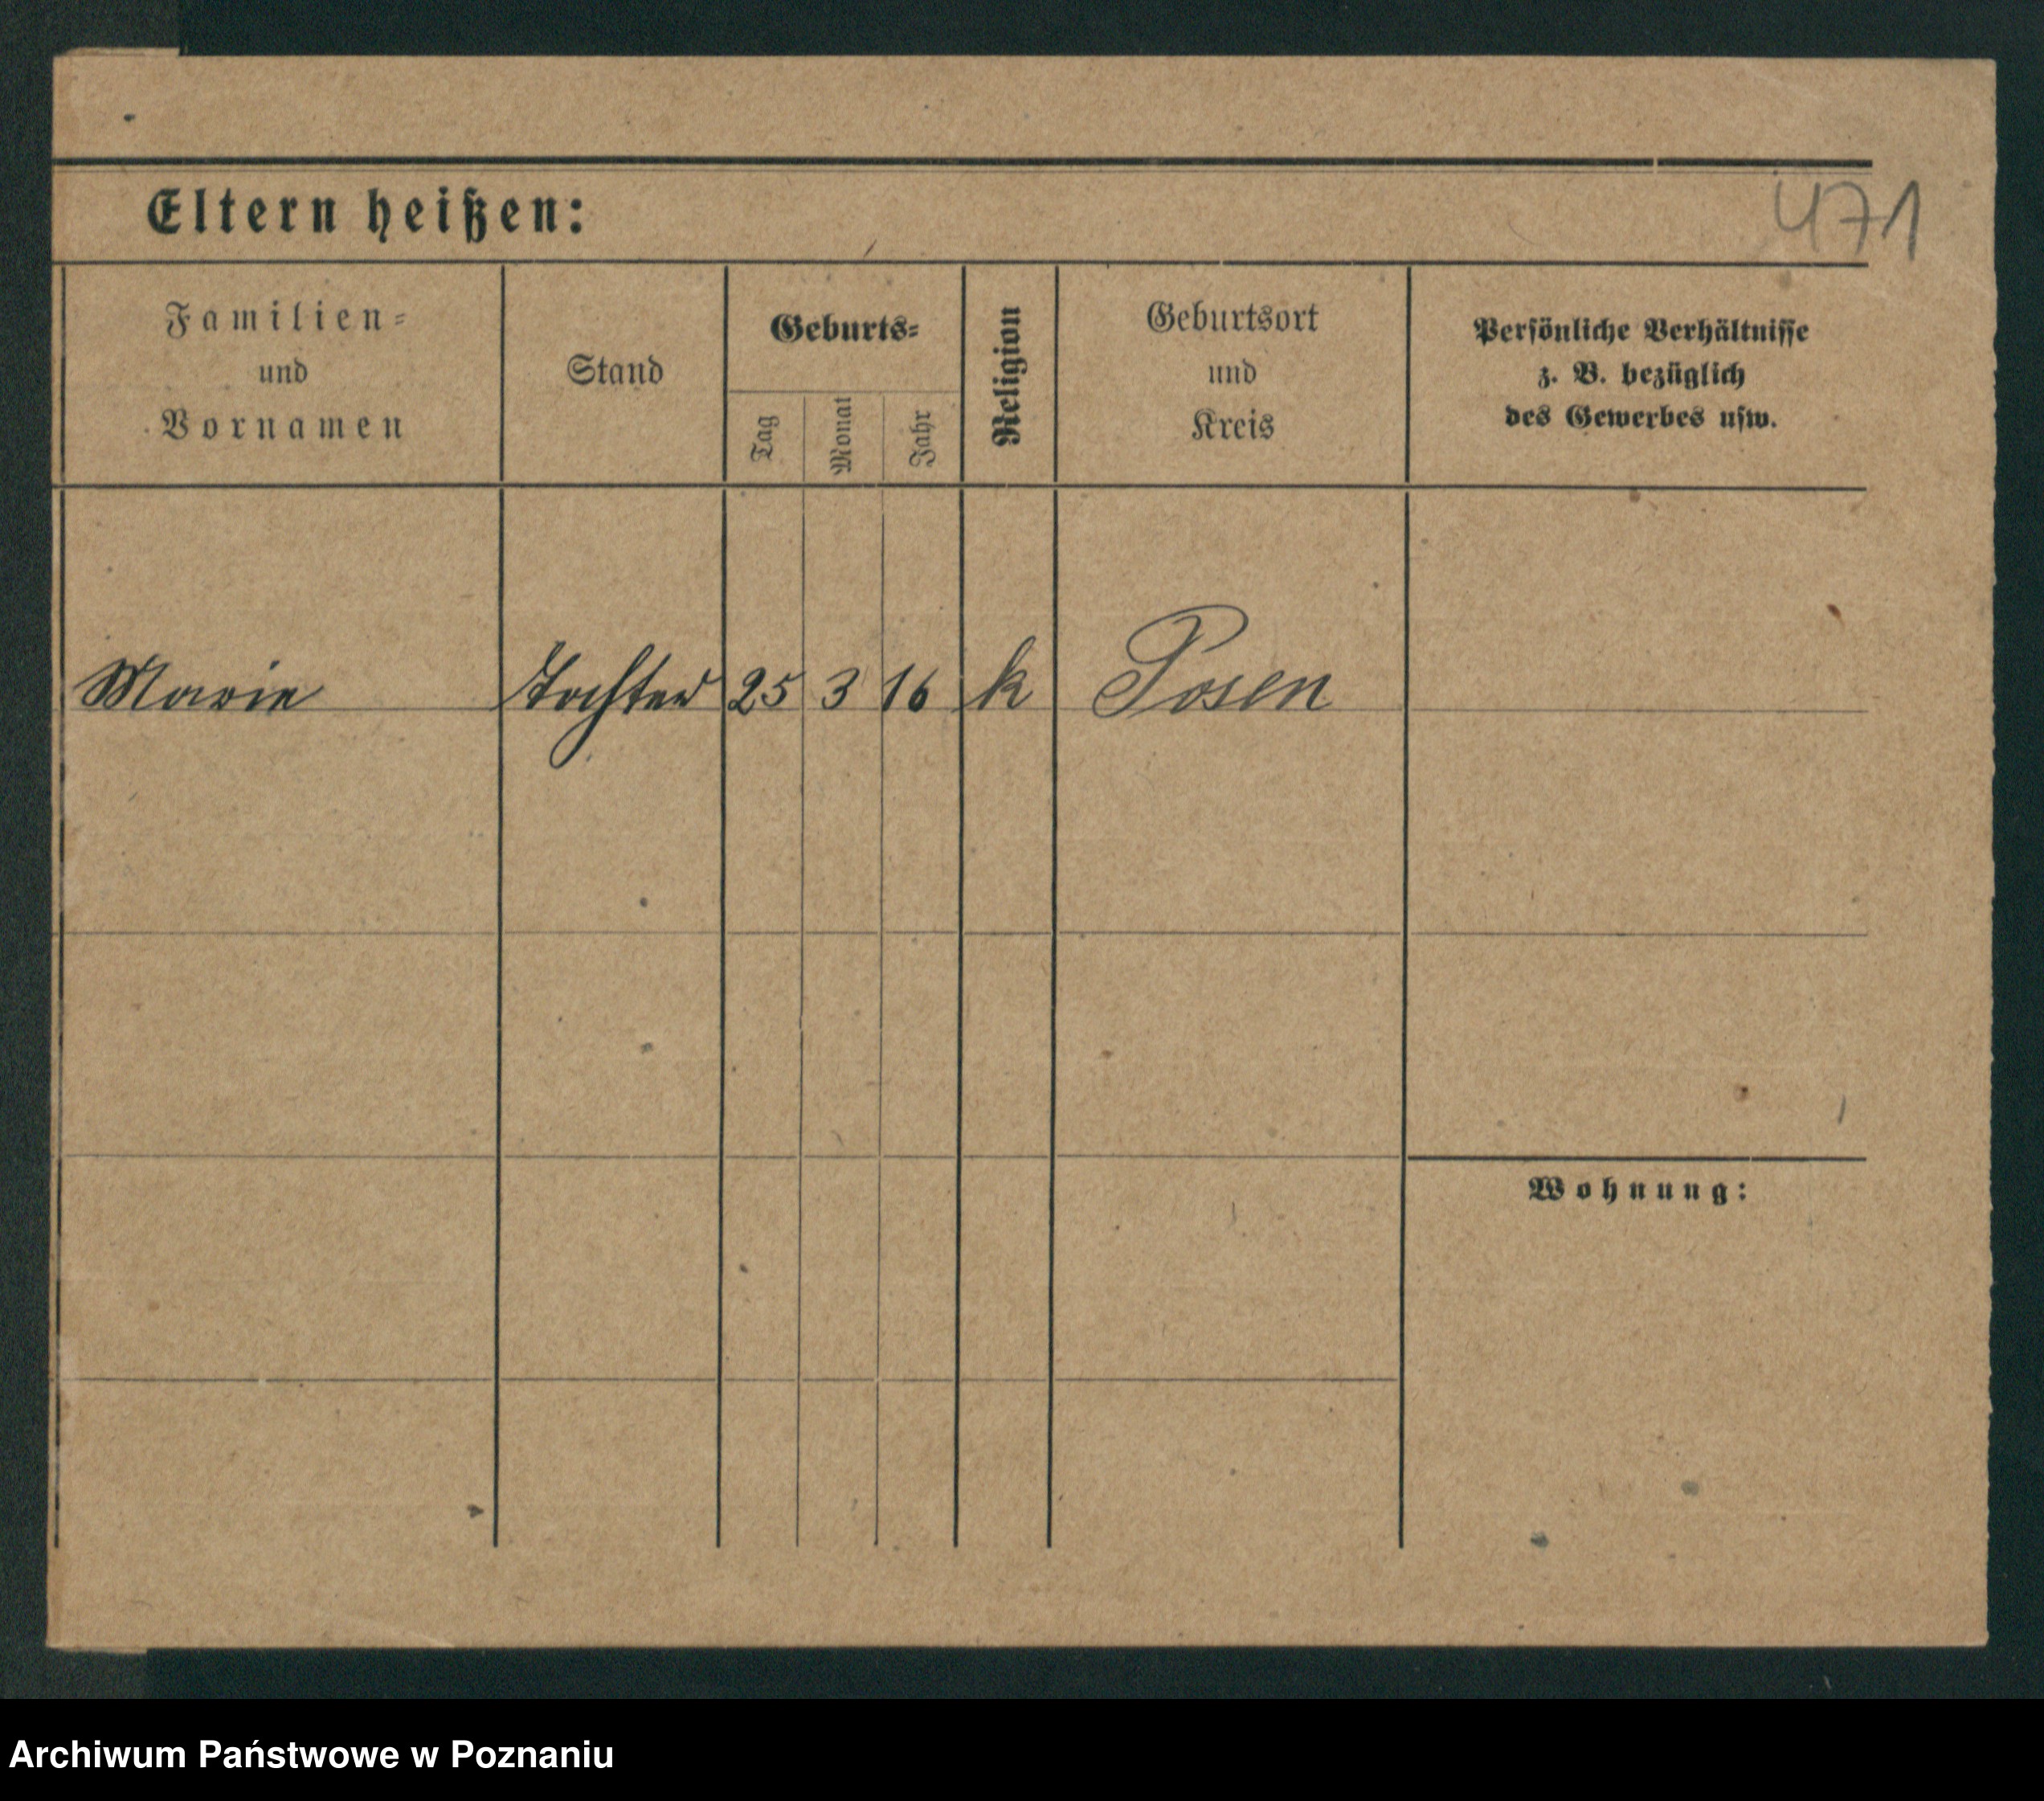 Eltern heißen:
471
Familien=
und
Vornamen
Stand
Geburts=
Tag
Monat
Jahr
Religion
Geburtsort
und
Kreis
Persönliche Verhältnisse
z. B. bezüglich
des Gewerbes usw.
Marie Tochter 25 3 16 k Posen
Wohnung:
Archiwum Państwowe w Poznaniu